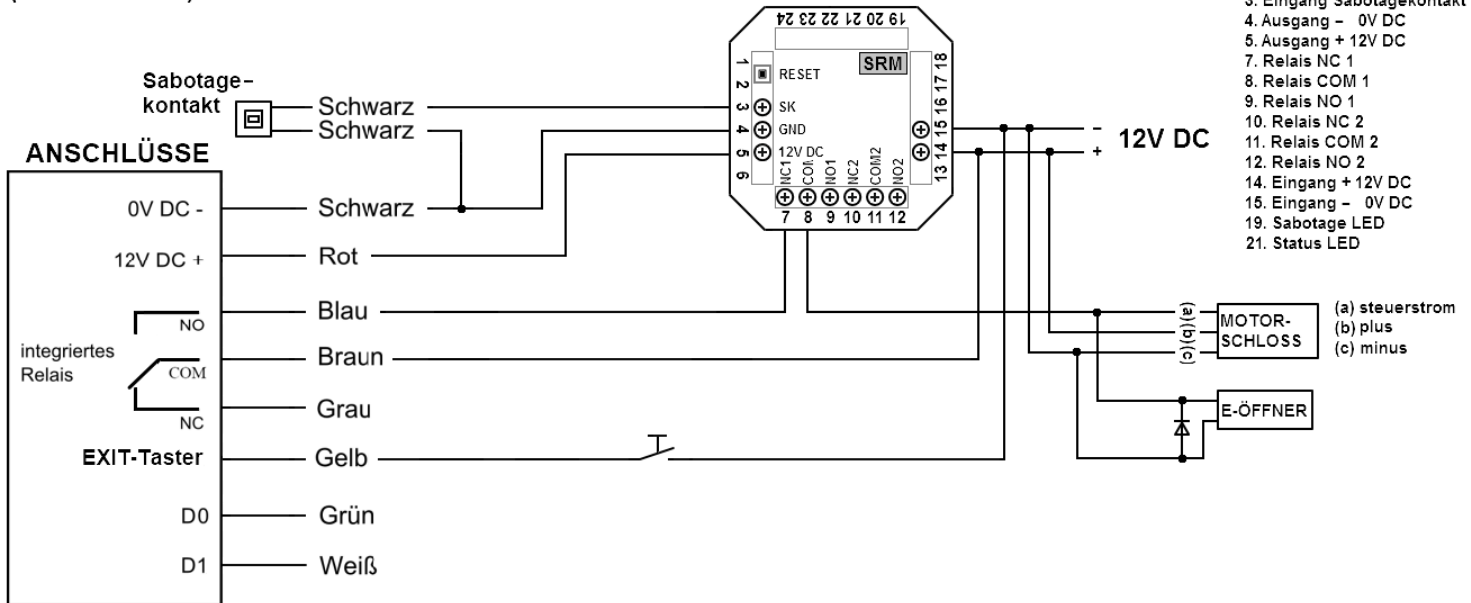 3. Eingang Sabotagekontakt
4. Ausgang – 0V DC
5. Ausgang + 12V DC
7. Relais NC 1
8. Relais COM 1
9. Relais NO 1
10. Relais NC 2
11. Relais COM 2
12. Relais NO 2
14. Eingang + 12V DC
15. Eingang – 0V DC
19. Sabotage LED
21. Status LED
24 23 22 21 20 19
1
2
3
4
5
6
RESET
SRM
SK
GND
12V DC
NC1
COM
NO1
NC2
COM2
NO2
7 8 9 10 11 12
18
17
16
15
14
13
–
+
12V DC
Sabotage–
kontakt
Schwarz
Schwarz
ANSCHLÜSSE
0V DC -
Schwarz
12V DC +
Rot
NO
Blau
integriertes
Relais
COM
Braun
NC
Grau
EXIT-Taster
Gelb
D0
Grün
D1
Weiß
(a)
(b)
(c)
MOTOR-
SCHLOSS
(a) steuerstrom
(b) plus
(c) minus
E-ÖFFNER